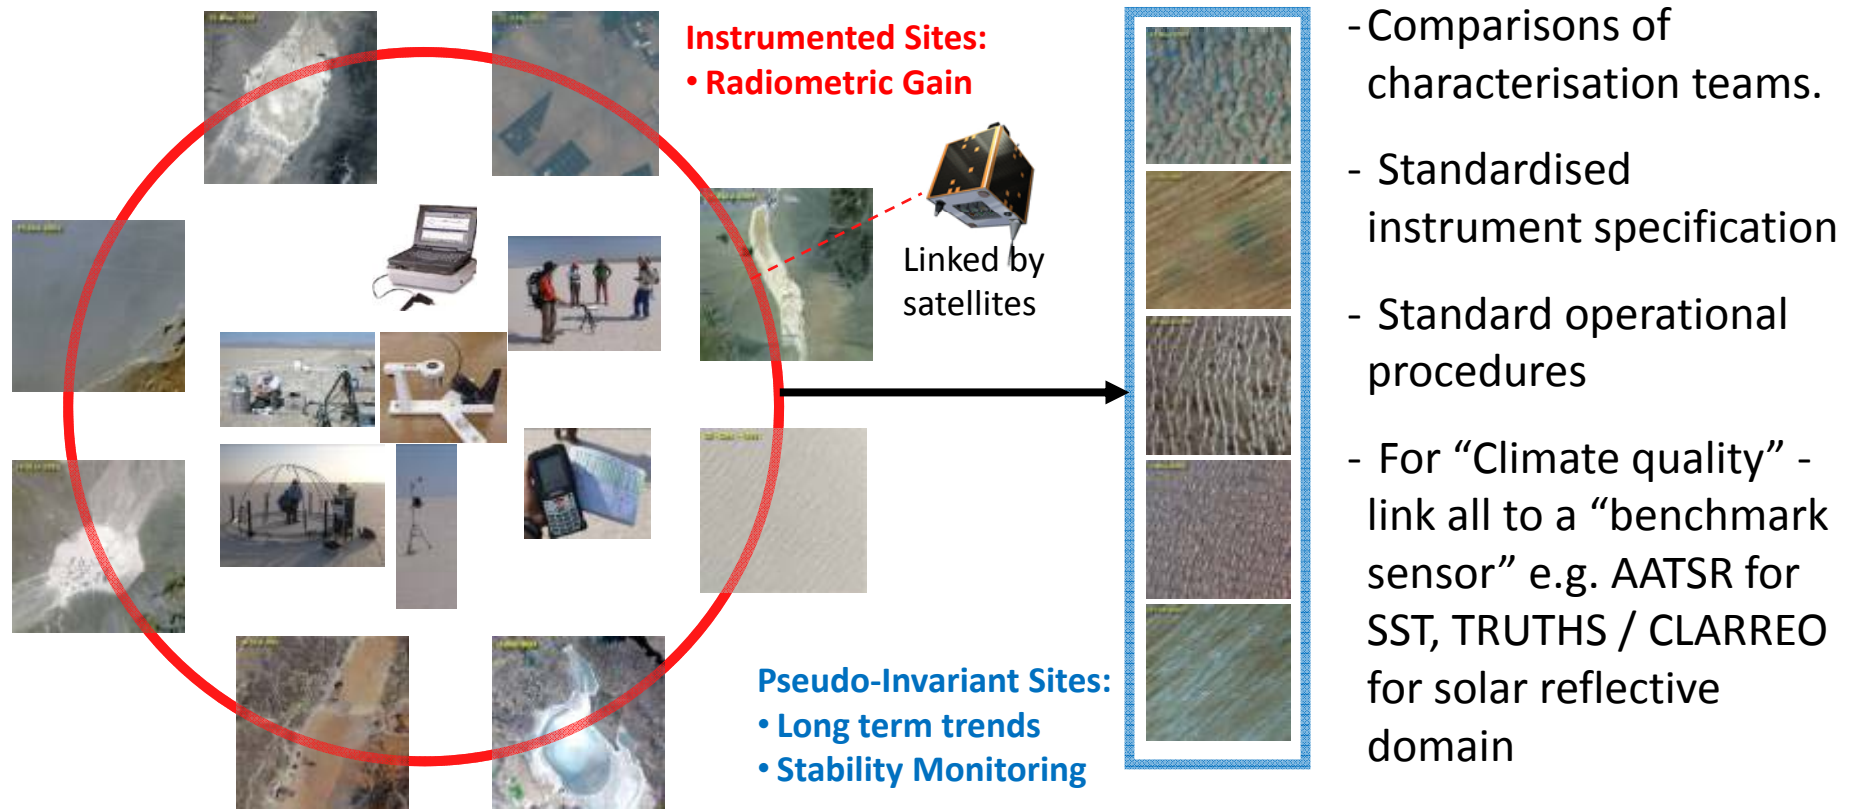 Instrumented Sites:
• Radiometric Gain
Linked by
satellites
Pseudo-Invariant Sites:
• Long term trends
• Stability Monitoring
- Comparisons of
characterisation teams.
- Standardised
instrument specification
- Standard operational
procedures
- For “Climate quality” -
link all to a “benchmark
sensor” e.g. AATSR for
SST, TRUTHS / CLARREO
for solar reflective
domain